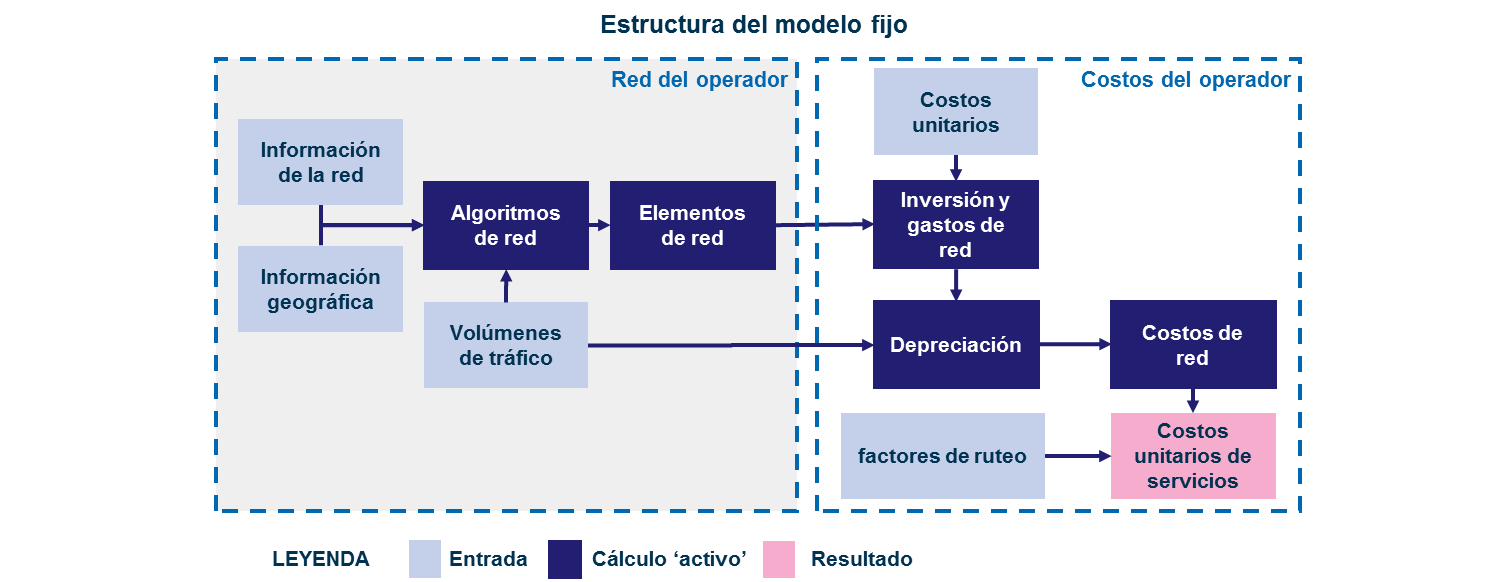 Estructura del modelo fijo
Red del operador
Información
de la red
Información
geográfica
Algoritmos
de red
Elementos
de red
Volúmenes
de tráfico
Costos del operador
Costos
unitarios
Inversión y
gastos de
red
Depreciación
Costos de
red
factores de ruteo
Costos
unitarios de
servicios
LEYENDA
Entrada
Cálculo ‘activo’
Resultado